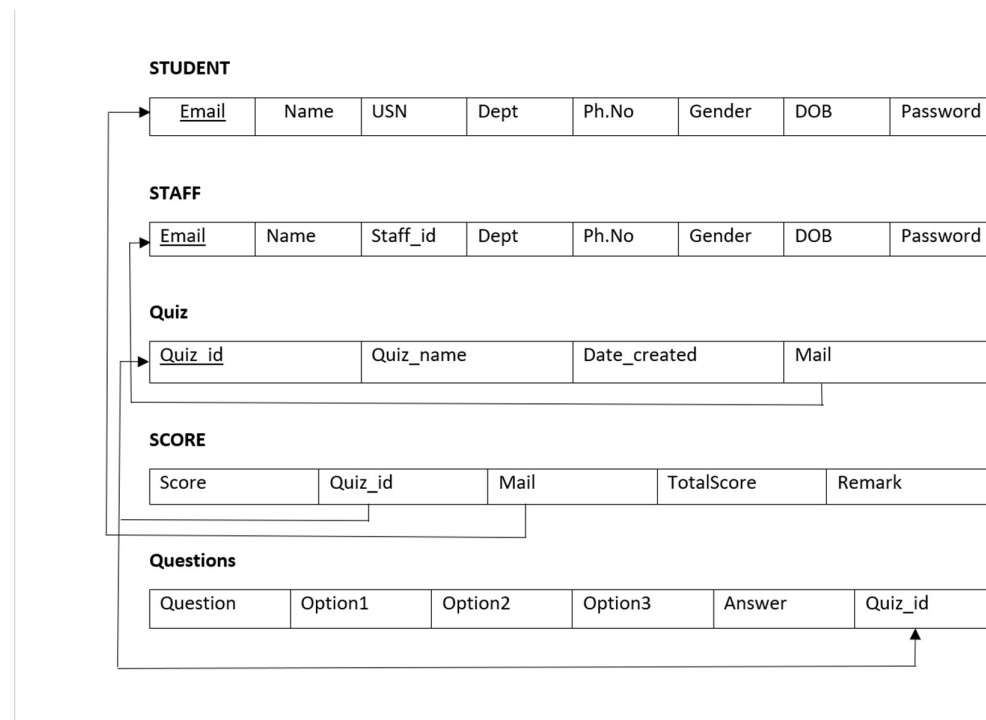 STUDENT
Email Name USN Dept Ph.No Gender DOB Password
STAFF
Email Name Staff_id Dept Ph.No Gender DOB Password
Quiz
Quiz_id Quiz_name Date_created Mail
SCORE
Score Quiz_id Mail TotalScore Remark
Questions
Question Option1 Option2 Option3 Answer Quiz_id